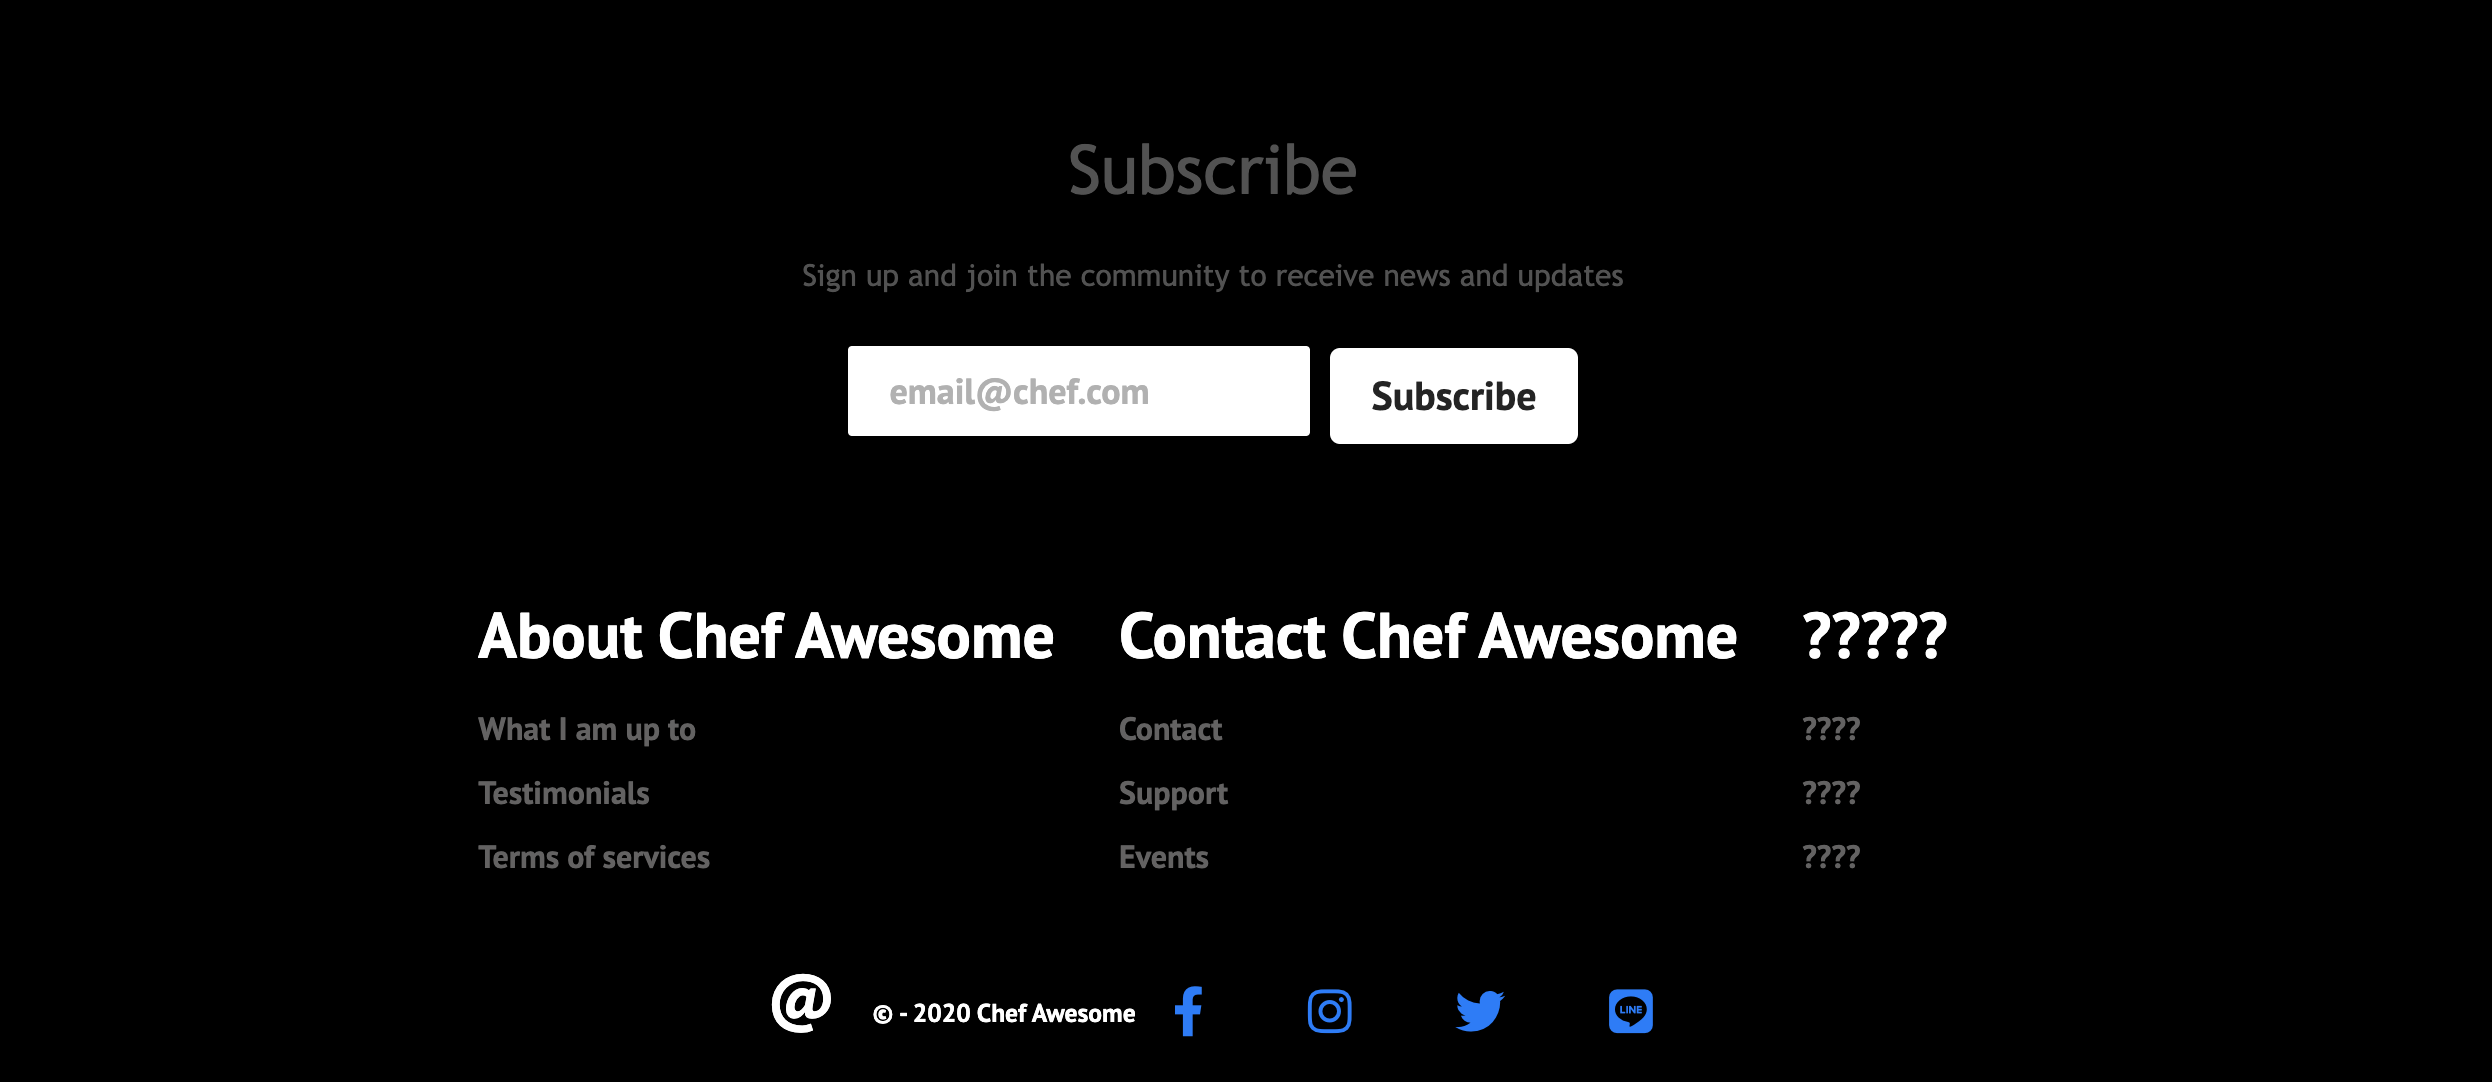 Subscribe
Sign up and join the community to receive news and updates
email@chef.com
Subscribe
About Chef Awesome
What I am up to
Testimonials
Terms of services
Contact Chef Awesome
Contact
Support
Events
?????
????
????
????
@
© - 2020 Chef Awesome
LINE